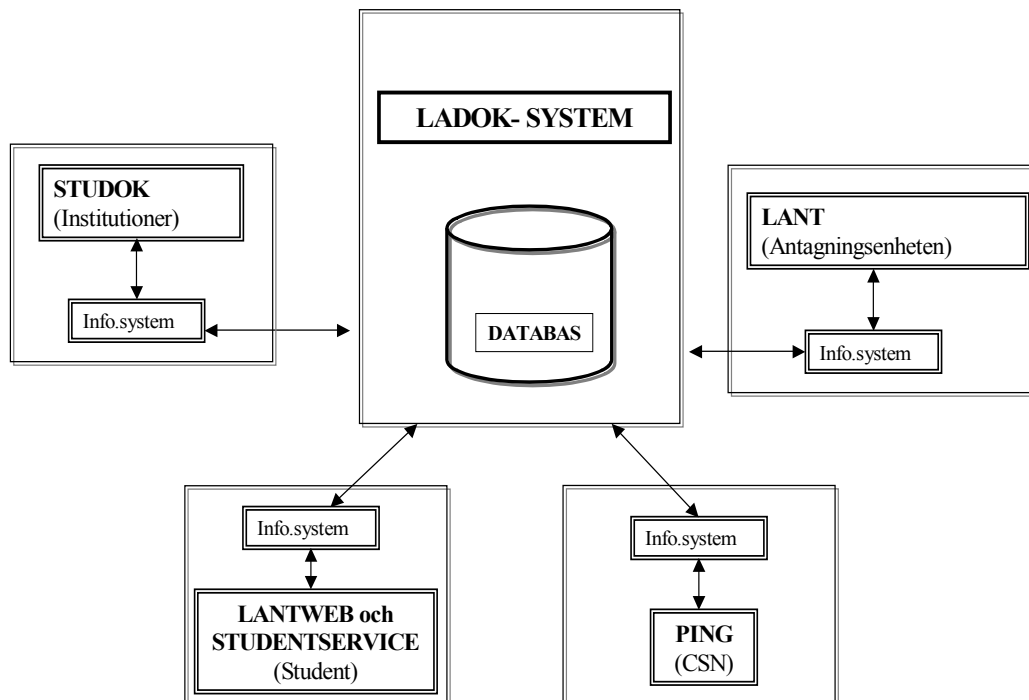 LADOK- SYSTEM
STUDOK
(Institutioner)
Info.system
DATABAS
LANT
(Antagningsenheten)
Info.system
Info.system
LANTWEB och
STUDENTSERVICE
(Student)
Info.system
PING
(CSN)